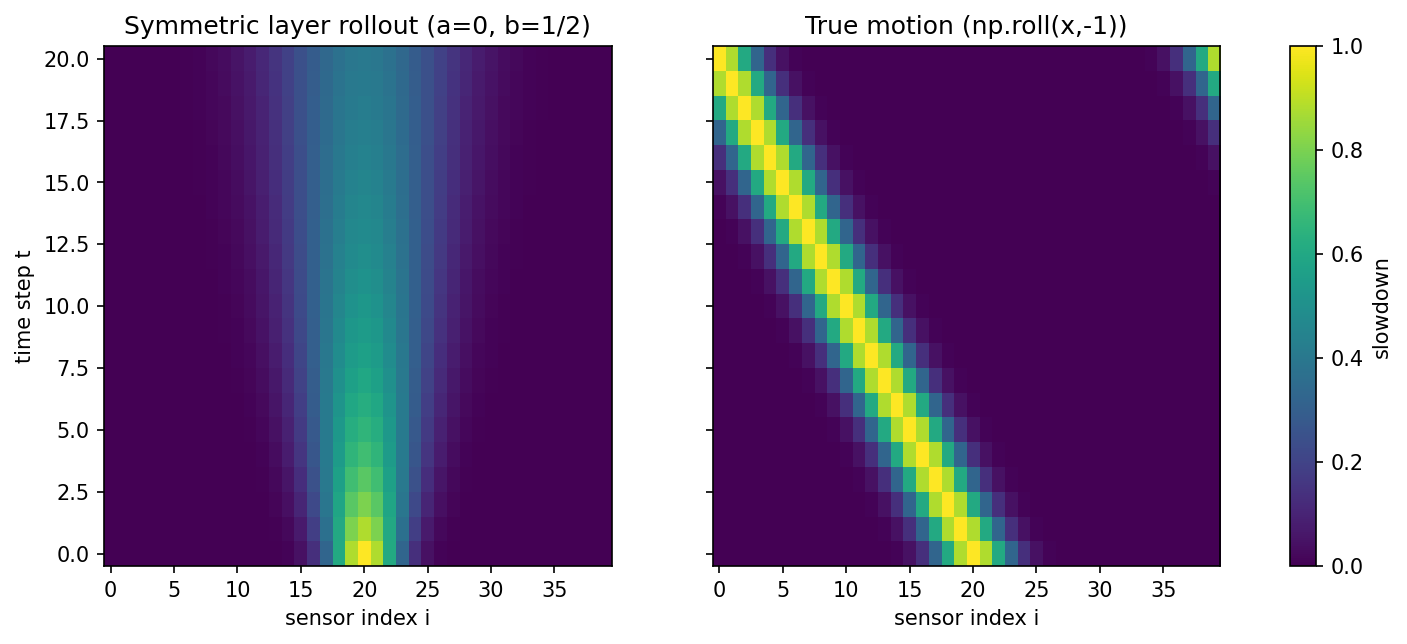 Symmetric layer rollout (a=0, b=1/2)
True motion (np.roll(x,-1))
time step t
20.0
17.5
15.0
12.5
10.0
7.5
5.0
2.5
0.0
0 5 10 15 20 25 30 35
sensor index i
0 5 10 15 20 25 30 35
sensor index i
1.0
0.8
0.6
0.4
0.2
0.0
slowdown